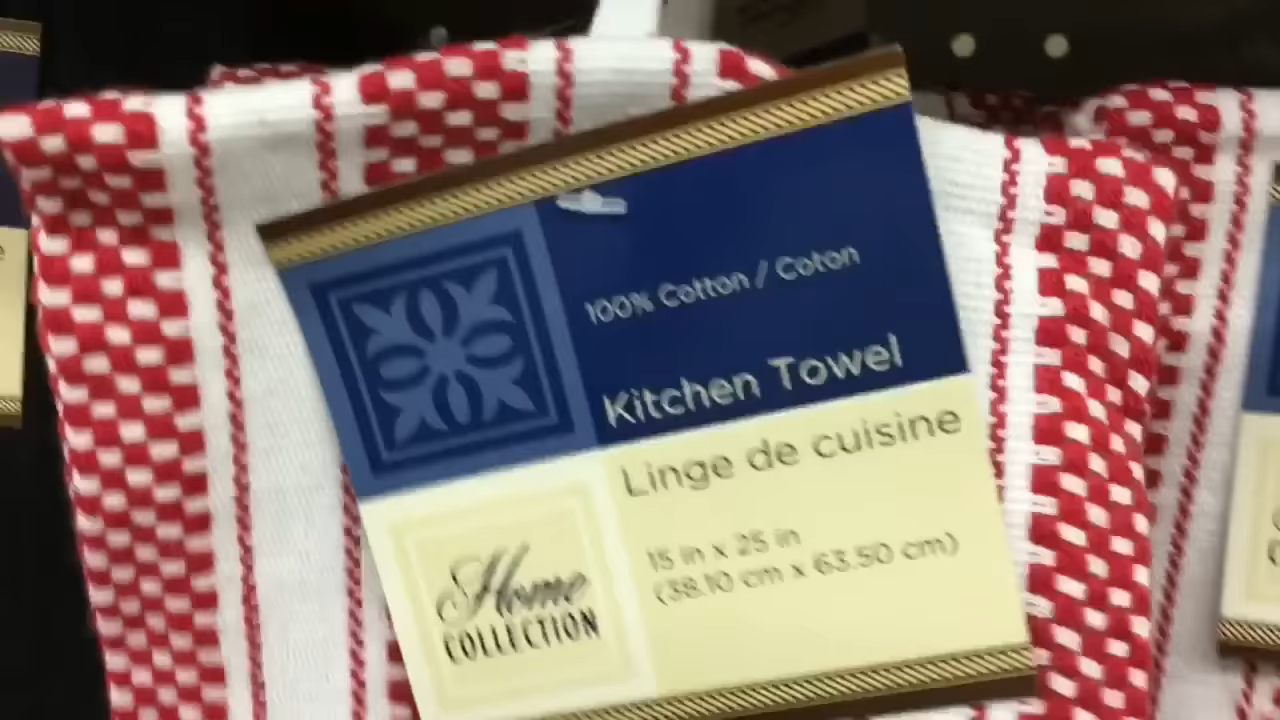 100% Cotton / Coton
Kitchen Towel
Linge de cuisine
15 in x 25 in
(38.10 cm x 63.50 cm)
Home
COLLECTION